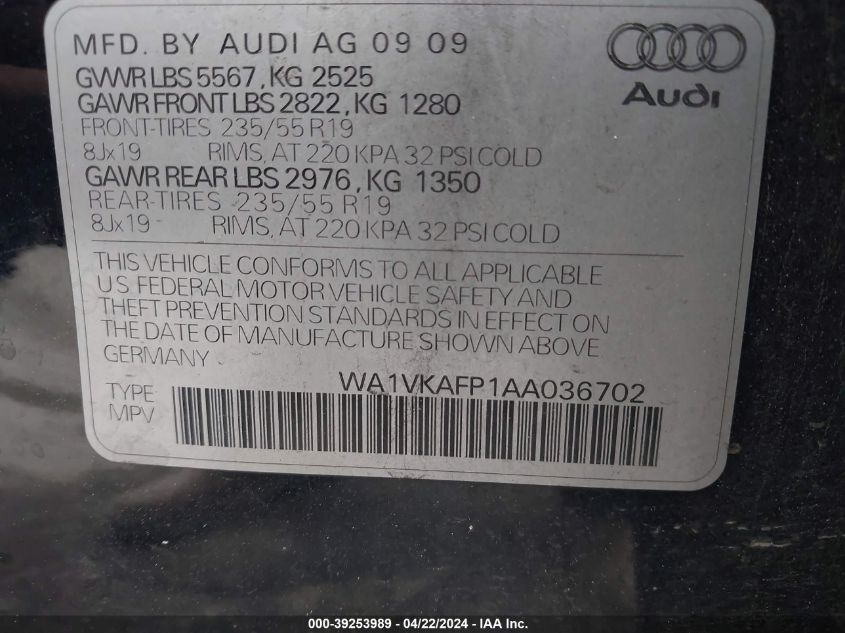 MFD. BY AUDI AG 09 09
Audi
GVWR LBS 5567, KG 2525
GAWR FRONT LBS 2822, KG 1280
FRONT-TIRES 235/55 R19
8Jx19 RIMS, AT 220 KPA 32 PSI COLD
GAWR REAR LBS 2976, KG 1350
REAR-TIRES 235/55 R19
8Jx19 RIMS, AT 220 KPA 32 PSI COLD
THIS VEHICLE CONFORMS TO ALL APPLICABLE
U.S. FEDERAL MOTOR VEHICLE SAFETY AND
THEFT PREVENTION STANDARDS IN EFFECT ON
THE DATE OF MANUFACTURE SHOWN ABOVE
GERMANY
WA1VKAFP1AA036702
TYPE
MPV
000-39253989 - 04/22/2024 - IAA Inc.